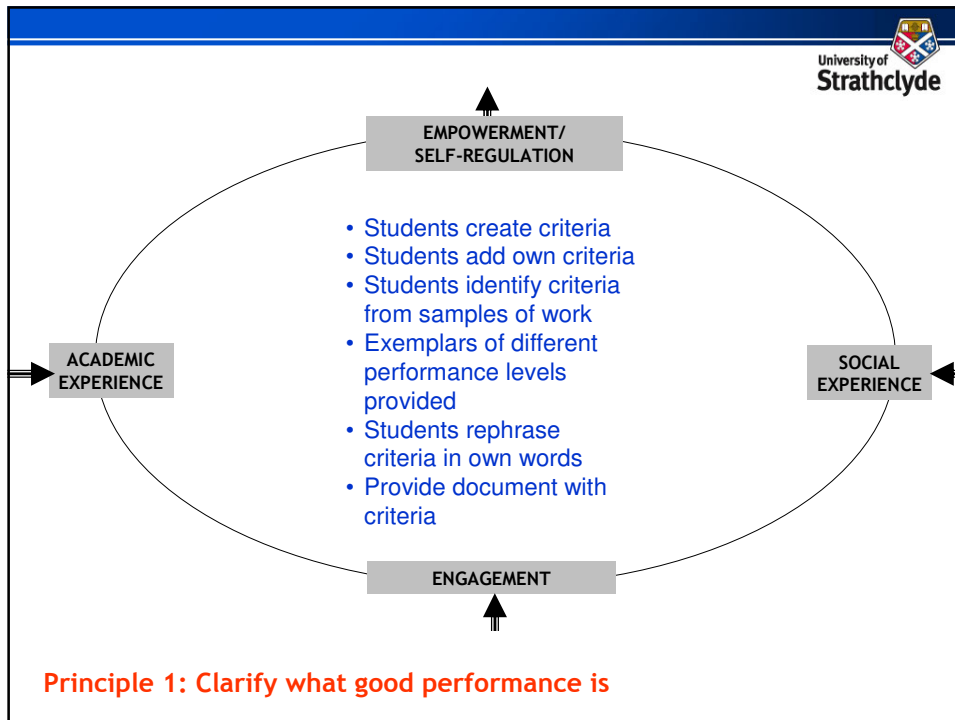 University of
Strathclyde
EMPOWERMENT/
SELF-REGULATION
• Students create criteria
• Students add own criteria
• Students identify criteria
from samples of work
• Exemplars of different
performance levels
provided
• Students rephrase
criteria in own words
• Provide document with
criteria
ACADEMIC
EXPERIENCE
SOCIAL
EXPERIENCE
ENGAGEMENT
Principle 1: Clarify what good performance is